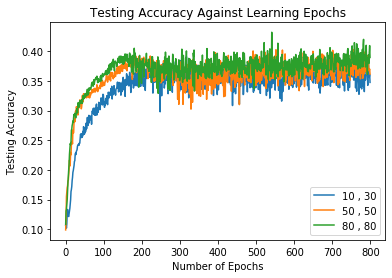 Testing Accuracy Against Learning Epochs
Testing Accuracy
0.40
0.35
0.30
0.25
0.20
0.15
0.10
0 100 200 300 400 500 600 700 800
Number of Epochs
10 , 30
50 , 50
80 , 80